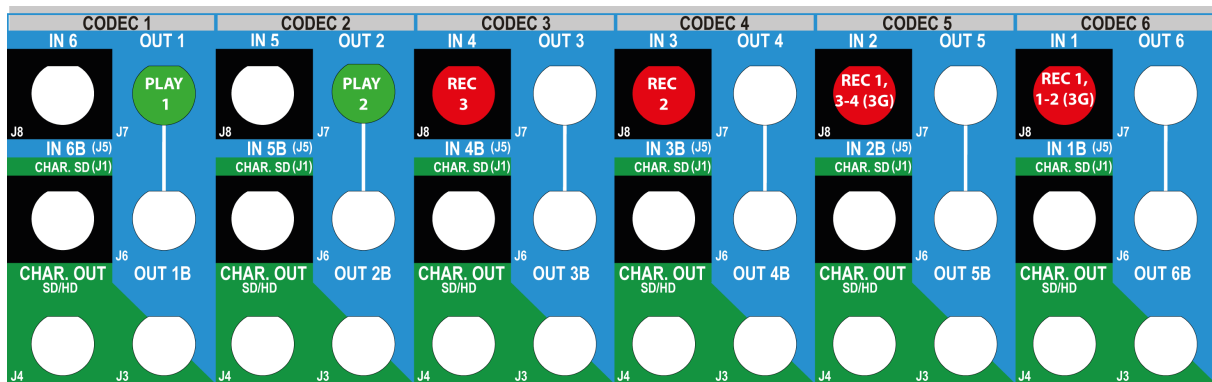 CODEC 1 CODEC 2 CODEC 3 CODEC 4 CODEC 5 CODEC 6
IN 6 OUT 1 IN 5 OUT 2 IN 4 OUT 3 IN 3 OUT 4 IN 2 OUT 5 IN 1 OUT 6
PLAY PLAY REC REC REC 1, REC 1,
1 2 3 2 3-4 (3G) 1-2 (3G)
J8 J7 J8 J7 J8 J7 J8 J7 J8 J7 J8 J7
IN 6B (J5) IN 5B (J5) IN 4B (J5) IN 3B (J5) IN 2B (J5) IN 1B (J5)
CHAR. SD (J1) CHAR. SD (J1) CHAR. SD (J1) CHAR. SD (J1) CHAR. SD (J1) CHAR. SD (J1)
J6 J6 J6 J6 J6 J6
CHAR. OUT OUT 1B CHAR. OUT OUT 2B CHAR. OUT OUT 3B CHAR. OUT OUT 4B CHAR. OUT OUT 5B CHAR. OUT OUT 6B
SD/HD SD/HD SD/HD SD/HD SD/HD SD/HD
J4 J3 J4 J3 J4 J3 J4 J3 J4 J3 J4 J3